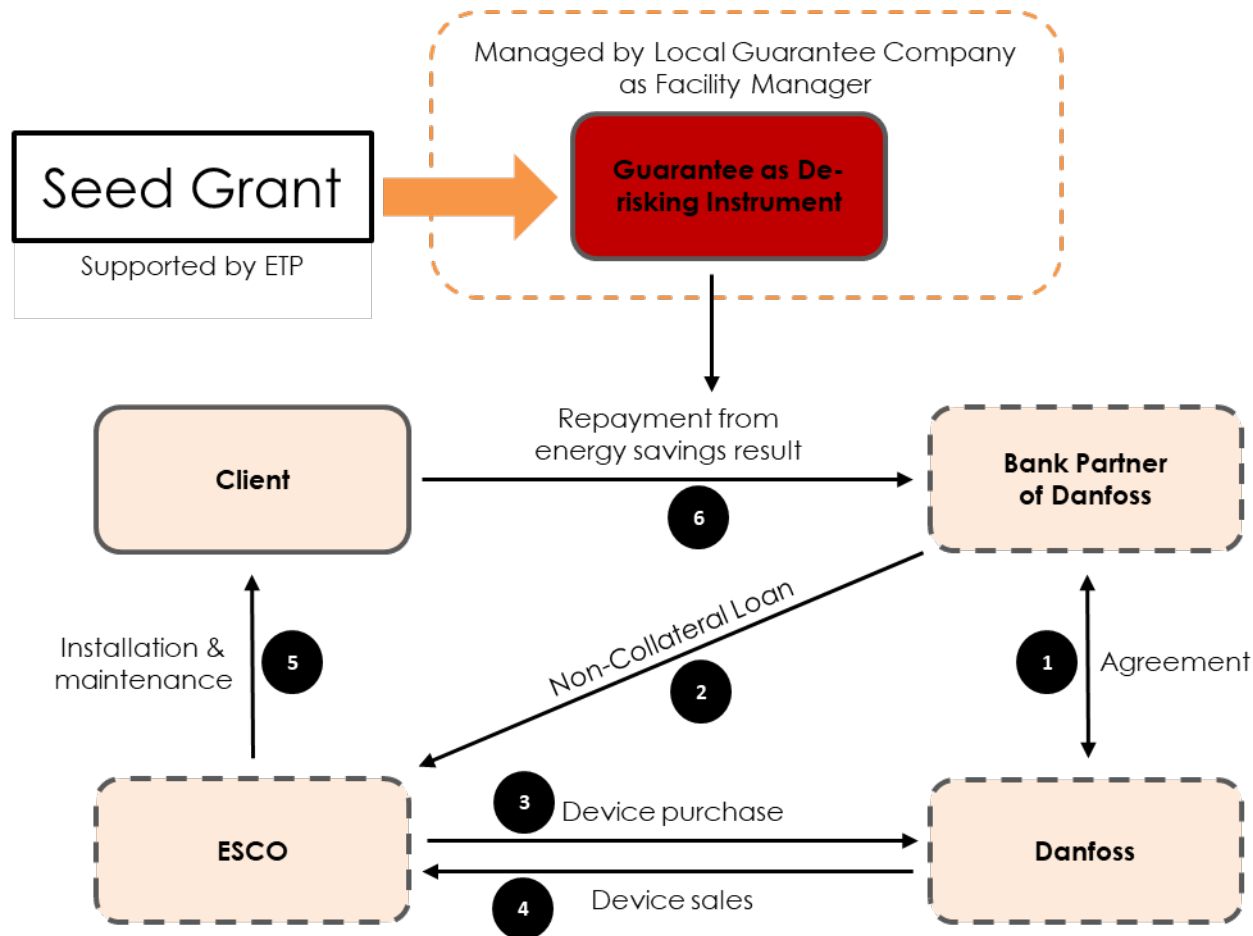 Managed by Local Guarantee Company
as Facility Manager
Seed Grant
Supported by ETP
Guarantee as De-
risking Instrument
Client
Repayment from
energy savings result
6
Bank Partner
of Danfoss
Non-Collateral Loan
2
Installation &
maintenance
5
1
Agreement
ESCO
3
Device purchase
4
Device sales
Danfoss